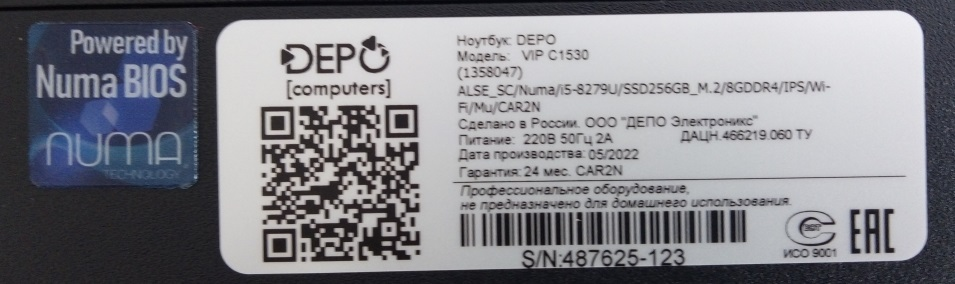 Powered by
Numa BIOS
NUMA
TECHNOLOGY
DEPO
[computers]
Ноутбук: DEPO
Модель: VIP C1530
(1358047)
ALSE_SC/Numa/i5-8279U/SSD256GB_M.2/8GDDR4/IPS/Wi-
Fi/Mu/CAR2N
Сделано в России. ООО "ДЕПО Электроникс"
Питание: 220В 50Гц 2А ДАЦН.466219.060 ТУ
Дата производства: 05/2022
Гарантия: 24 мес. CAR2N
Профессиональное оборудование,
не предназначено для домашнего использования.
S/N:487625-123
ИСО 9001
EAC